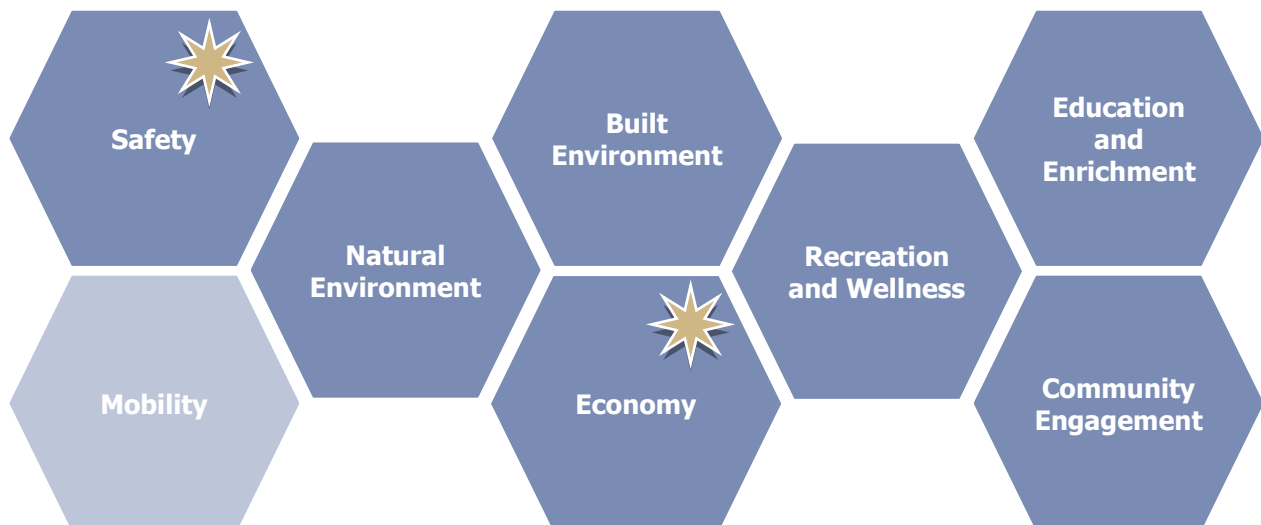 Safety
Built
Environment
Education
and
Enrichment
Natural
Environment
Recreation
and Wellness
Mobility
Economy
Community
Engagement